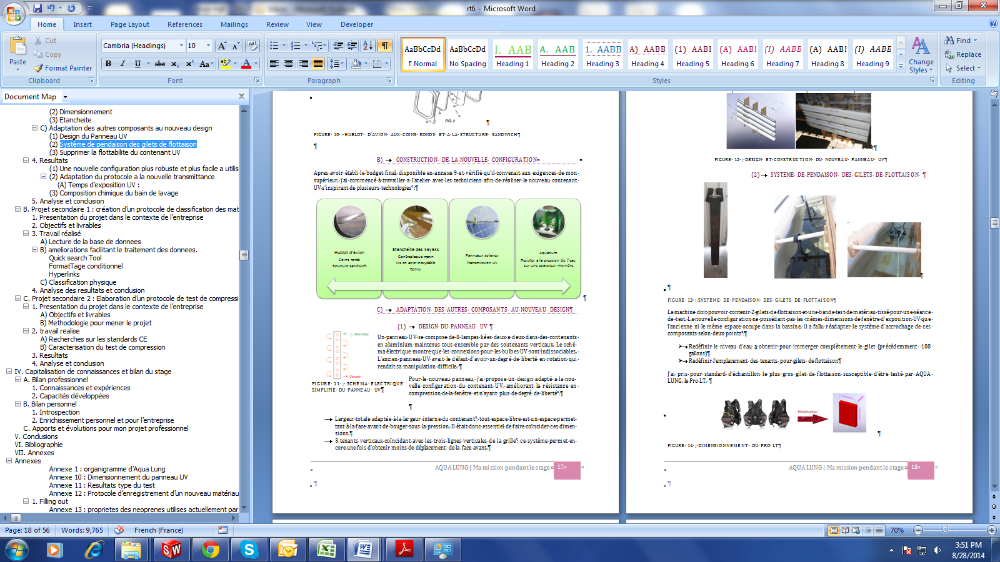 rt6 - Microsoft Word
Home Insert Page Layout References Mailings Review View Developer
Paste
Cut
Copy
Format Painter
Clipboard
Cambria (Headings) 10
Font
Paragraph
AaBbCcDd AaBbCcDd I. AAB A. AAB 1. AABB A) AABB (1) AABB (A) AABB (I) AABB (A) AABB (I) AABB
¶ Normal No Spacing Heading 1 Heading 2 Heading 3 Heading 4 Heading 5 Heading 6 Heading 7 Heading 8 Heading 9
Styles
Change Styles
Find
Replace
Select
Editing
Document Map
(2) Dimensionnement
(3) Etancheite
C) Adaptation des autres composants au nouveau design
(1) Design du Panneau UV
(2) Système de pendaison des gilets de flottaison
(3) Supprimer la flottabilite du contenant UV
4. Resultats
(1) Une nouvelle configuration plus robuste et plus facile a utilis
(2) Adaptation du protocole a la nouvelle transmittance
(A) Temps d'exposition UV :
(3) Composition chimique du bain de lavage
5. Analyse et conclusion
B. Projet secondaire 1 : création d'un protocole de classification des mat
1. Presentation du projet dans le contexte de l'entreprise
2. Objectifs et livrables
3. Travail réalisé
A) Lecture de la base de donnees
B) ameliorations facilitant le traitement des donnees.
Quick search Tool
FormatTage conditionnel
Hyperlinks
C) Classification physique
4. Analyse des resultats et conclusion
C. Projet secondaire 2 : Elaboration d'un protocole de test de compressi
1. Presentation du projet dans le contexte de l'entreprise
A) Objectifs et livrables
B) Methodologie pour mener le projet
2. travail realise
A) Recherches sur les standards CE
B) Caracterisation du test de compression
3. Resultats
4. Analyse et conclusion
IV. Capitalisation de connaissances et bilan du stage
A. Bilan professionnel
1. Connaissances et expériences
2. Capacités développées
B. Bilan personnel
1. Introspection
2. Enrichissement personnel et pour l'entreprise
C. Apports et évolutions pour mon projet professionnel
V. Conclusions
VI. Bibliographie
VII. Annexes
Annexes
Annexe 1 : organigramme d'Aqua Lung
Annexe 10 : Dimensionnement du panneau UV
Annexe 11 : Resultats type du test
Annexe 12 : Protocole d'enregistrement d'un nouveau matériau
1. Filling out
Annexe 13 : proprietes des neoprenes utilises actuellement par
FIG. 2 ¶
FIGURE 10 : HUBLOT D'AVION AUX COINS RONDS ET A LA STRUCTURE SANDWICH¶
¶
B) → CONSTRUCTION DE LA NOUVELLE CONFIGURATION
Apres avoir établi le budget final, disponible en annexe 9 et vérifié qu'il convenait aux exigences de mon
supérieur, j'ai commencé à travailler a l'atelier avec les techniciens afin de réaliser le nouveau contenant
UV s'inspirant de plusieurs technologies° :¶
Hublot d'avion
Coins ronds
Structure sandwich
Etancheite des kayaks
Contreplaque marin
Vis en acier inoxydable
Epoxy
Panneaux solaires
Transmission UV
Aquarium
Resister a la pression de l'eau
sur une epaisseur moindre
¶
C) → ADAPTATION DES AUTRES COMPOSANTS AU NOUVEAU DESIGN¶
(1) → DESIGN DU PANNEAU UV ¶
New lamps
Discard
Un panneau UV se compose de 8 lampes liées deux a deux dans des contenants
en aluminium maintenus tous ensemble par des soutenants verticaux. Le sché-
ma électrique montre que les connexions pour les bulbes UV sont indissociables.
L'ancien panneau UV avait le défaut d'avoir un degré de liberté en rotation qui
rendait sa manipulation difficile. ¶
FIGURE 11 ; SCHEMA ELECTRIQUE
SIMPLIFIE DU PANNEAU UV¶
Pour le nouveau panneau, j'ai propose un design adapté a la nou-
velle configuration du contenant UV, améliorant la résistance en
compression de la fenêtre et n'ayant plus de degré de liberté° :¶
¶
→ Largeur totale adaptée à la largeur interne du contenant° : tout espace libre est un espace permet-
tant à la face avant de bouger sous la pression. Il était donc essentiel de faire coïncider ces dimen-
sions.¶
→ 3 tenants verticaux coïncidant avec les trois lignes verticales de la grille° : ce système permet en-
core une fois d'obtenir moins de déplacement de la face avant.¶
AQUA LUNG | Ma mission pendant le stage 17
¶
FIGURE 12 ; DESIGN ET CONSTRUCTION DU NOUVEAU PANNEAU UV¶
(2) → SYSTEME DE PENDAISON DES GILETS DE FLOTTAISON ¶
¶
¶
FIGURE 13 : SYSTEME DE PENDAISON DES GILETS DE FLOTTAISON¶
La machine doit pouvoir contenir 2 gilets de flottaison et une bande test de matériau tissé pour une séance
de test. La nouvelle configuration ne possédant pas les mêmes dimensions de fenêtre d'exposition UV que
l'ancienne ni le même espace occupe dans la bassine, il a fallu réadapter le système d'accrochage de ces
composants selon deux points° :¶
Redéfinir le niveau d'eau a obtenir pour immerger complètement le gilet (précédemment : 108
gallons)¶
Redéfinir l'emplacement des tenants pour gilets de flottaison¶
J'ai pris pour standard d'échantillon le plus gros gilet de flottaison susceptible d'être testé par AQUA
LUNG, le Pro LT. ¶
Modelisation
¶
FIGURE 14 ; DIMENSIONNEMENT DU PRO LT¶
AQUA LUNG | Ma mission pendant le stage 18
¶
Page: 18 of 56 Words: 9,765 French (France) 70%
3:51 PM
8/28/2014